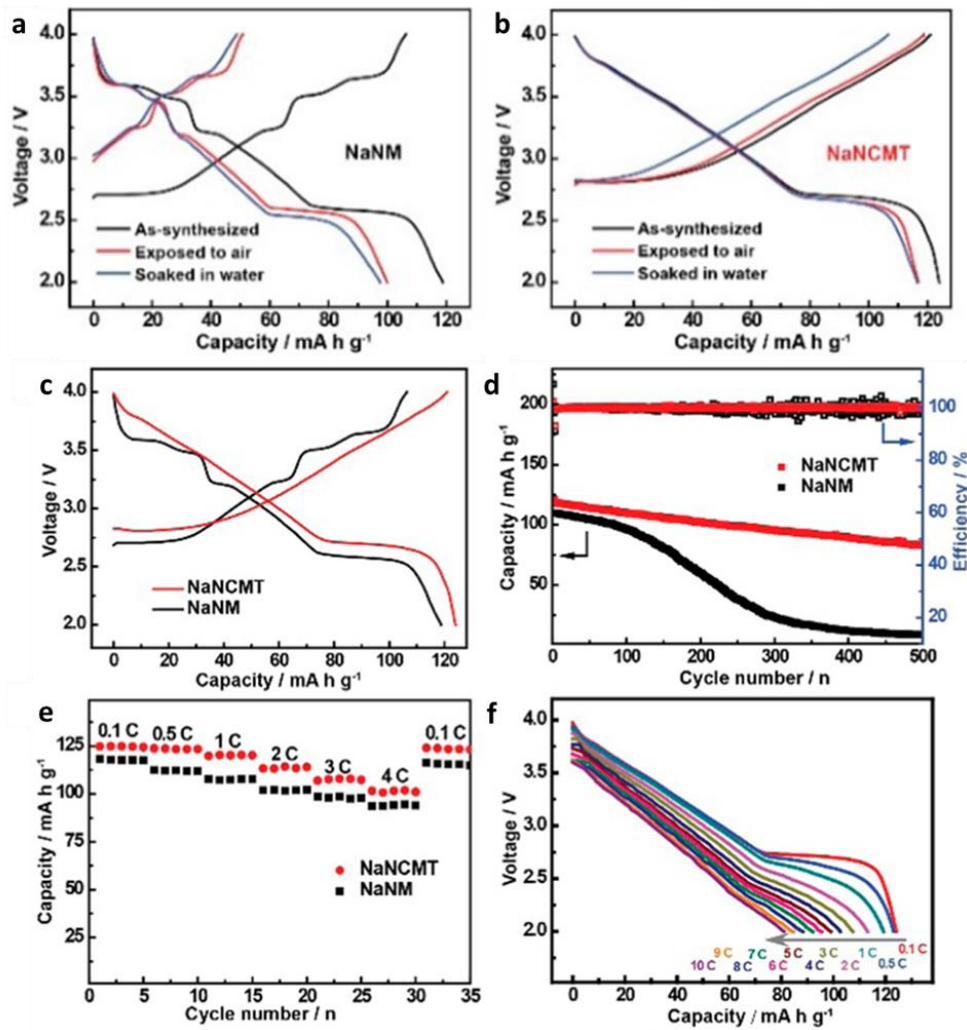 a
4.0
3.5
3.0
2.5
2.0
Voltage / V
NaNM
As-synthesized
Exposed to air
Soaked in water
0 20 40 60 80 100 120
Capacity / mA h g⁻¹
b
4.0
3.5
3.0
2.5
2.0
Voltage / V
NaNCMT
As-synthesized
Exposed to air
Soaked in water
0 20 40 60 80 100 120
Capacity / mA h g⁻¹
c
4.0
3.5
3.0
2.5
2.0
Voltage / V
NaNCMT
NaNM
0 20 40 60 80 100 120
Capacity / mA h g⁻¹
d
200
150
100
50
Capacity / mA h g⁻¹
NaNCMT
NaNM
100
80
60
40
20
Efficiency / %
0 100 200 300 400 500
Cycle number / n
e
125
100
75
50
25
Capacity / mA h g⁻¹
0.1 C 0.5 C 1 C 2 C 3 C 4 C 0.1 C
NaNCMT
NaNM
0 5 10 15 20 25 30 35
Cycle number / n
f
4.0
3.5
3.0
2.5
2.0
Voltage / V
9 C 7 C 5 C 3 C 1 C 0.1 C
10 C 8 C 6 C 4 C 2 C 0.5 C
0 20 40 60 80 100 120
Capacity / mA h g⁻¹